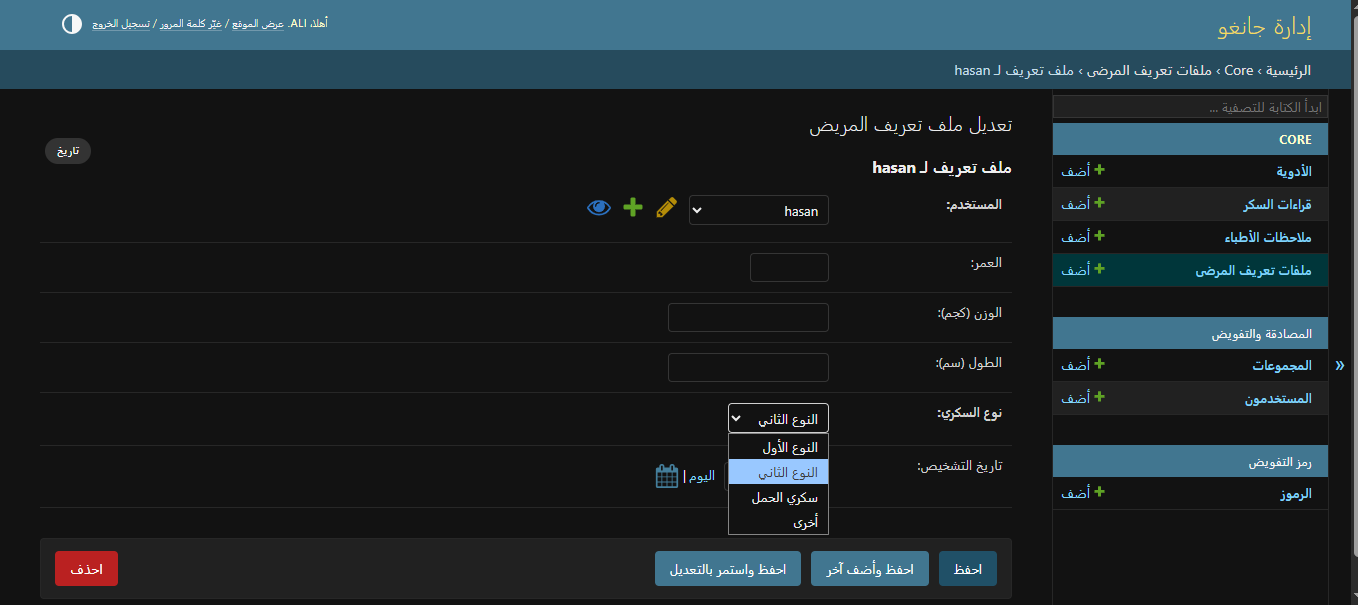 إدارة جانغو
أهلا، ALI. عرض الموقع / غيّر كلمة المرور / تسجيل الخروج
الرئيسية › Core › ملفات تعريف المرضى › ملف تعريف لـ hasan
ابدأ الكتابة للتصفية ...
CORE
الأدوية
أضف
قراءات السكر
أضف
ملاحظات الأطباء
أضف
ملفات تعريف المرضى
أضف
المصادقة والتفويض
المجموعات
أضف
المستخدمون
أضف
رمز التفويض
الرموز
أضف
»
تعديل ملف تعريف المريض
تاريخ
ملف تعريف لـ hasan
المستخدم:
hasan
العمر:
الوزن (كجم):
الطول (سم):
نوع السكري:
النوع الثاني
النوع الأول
النوع الثاني
سكري الحمل
أخرى
تاريخ التشخيص:
اليوم |
احفظ
احفظ وأضف آخر
احفظ واستمر بالتعديل
احذف